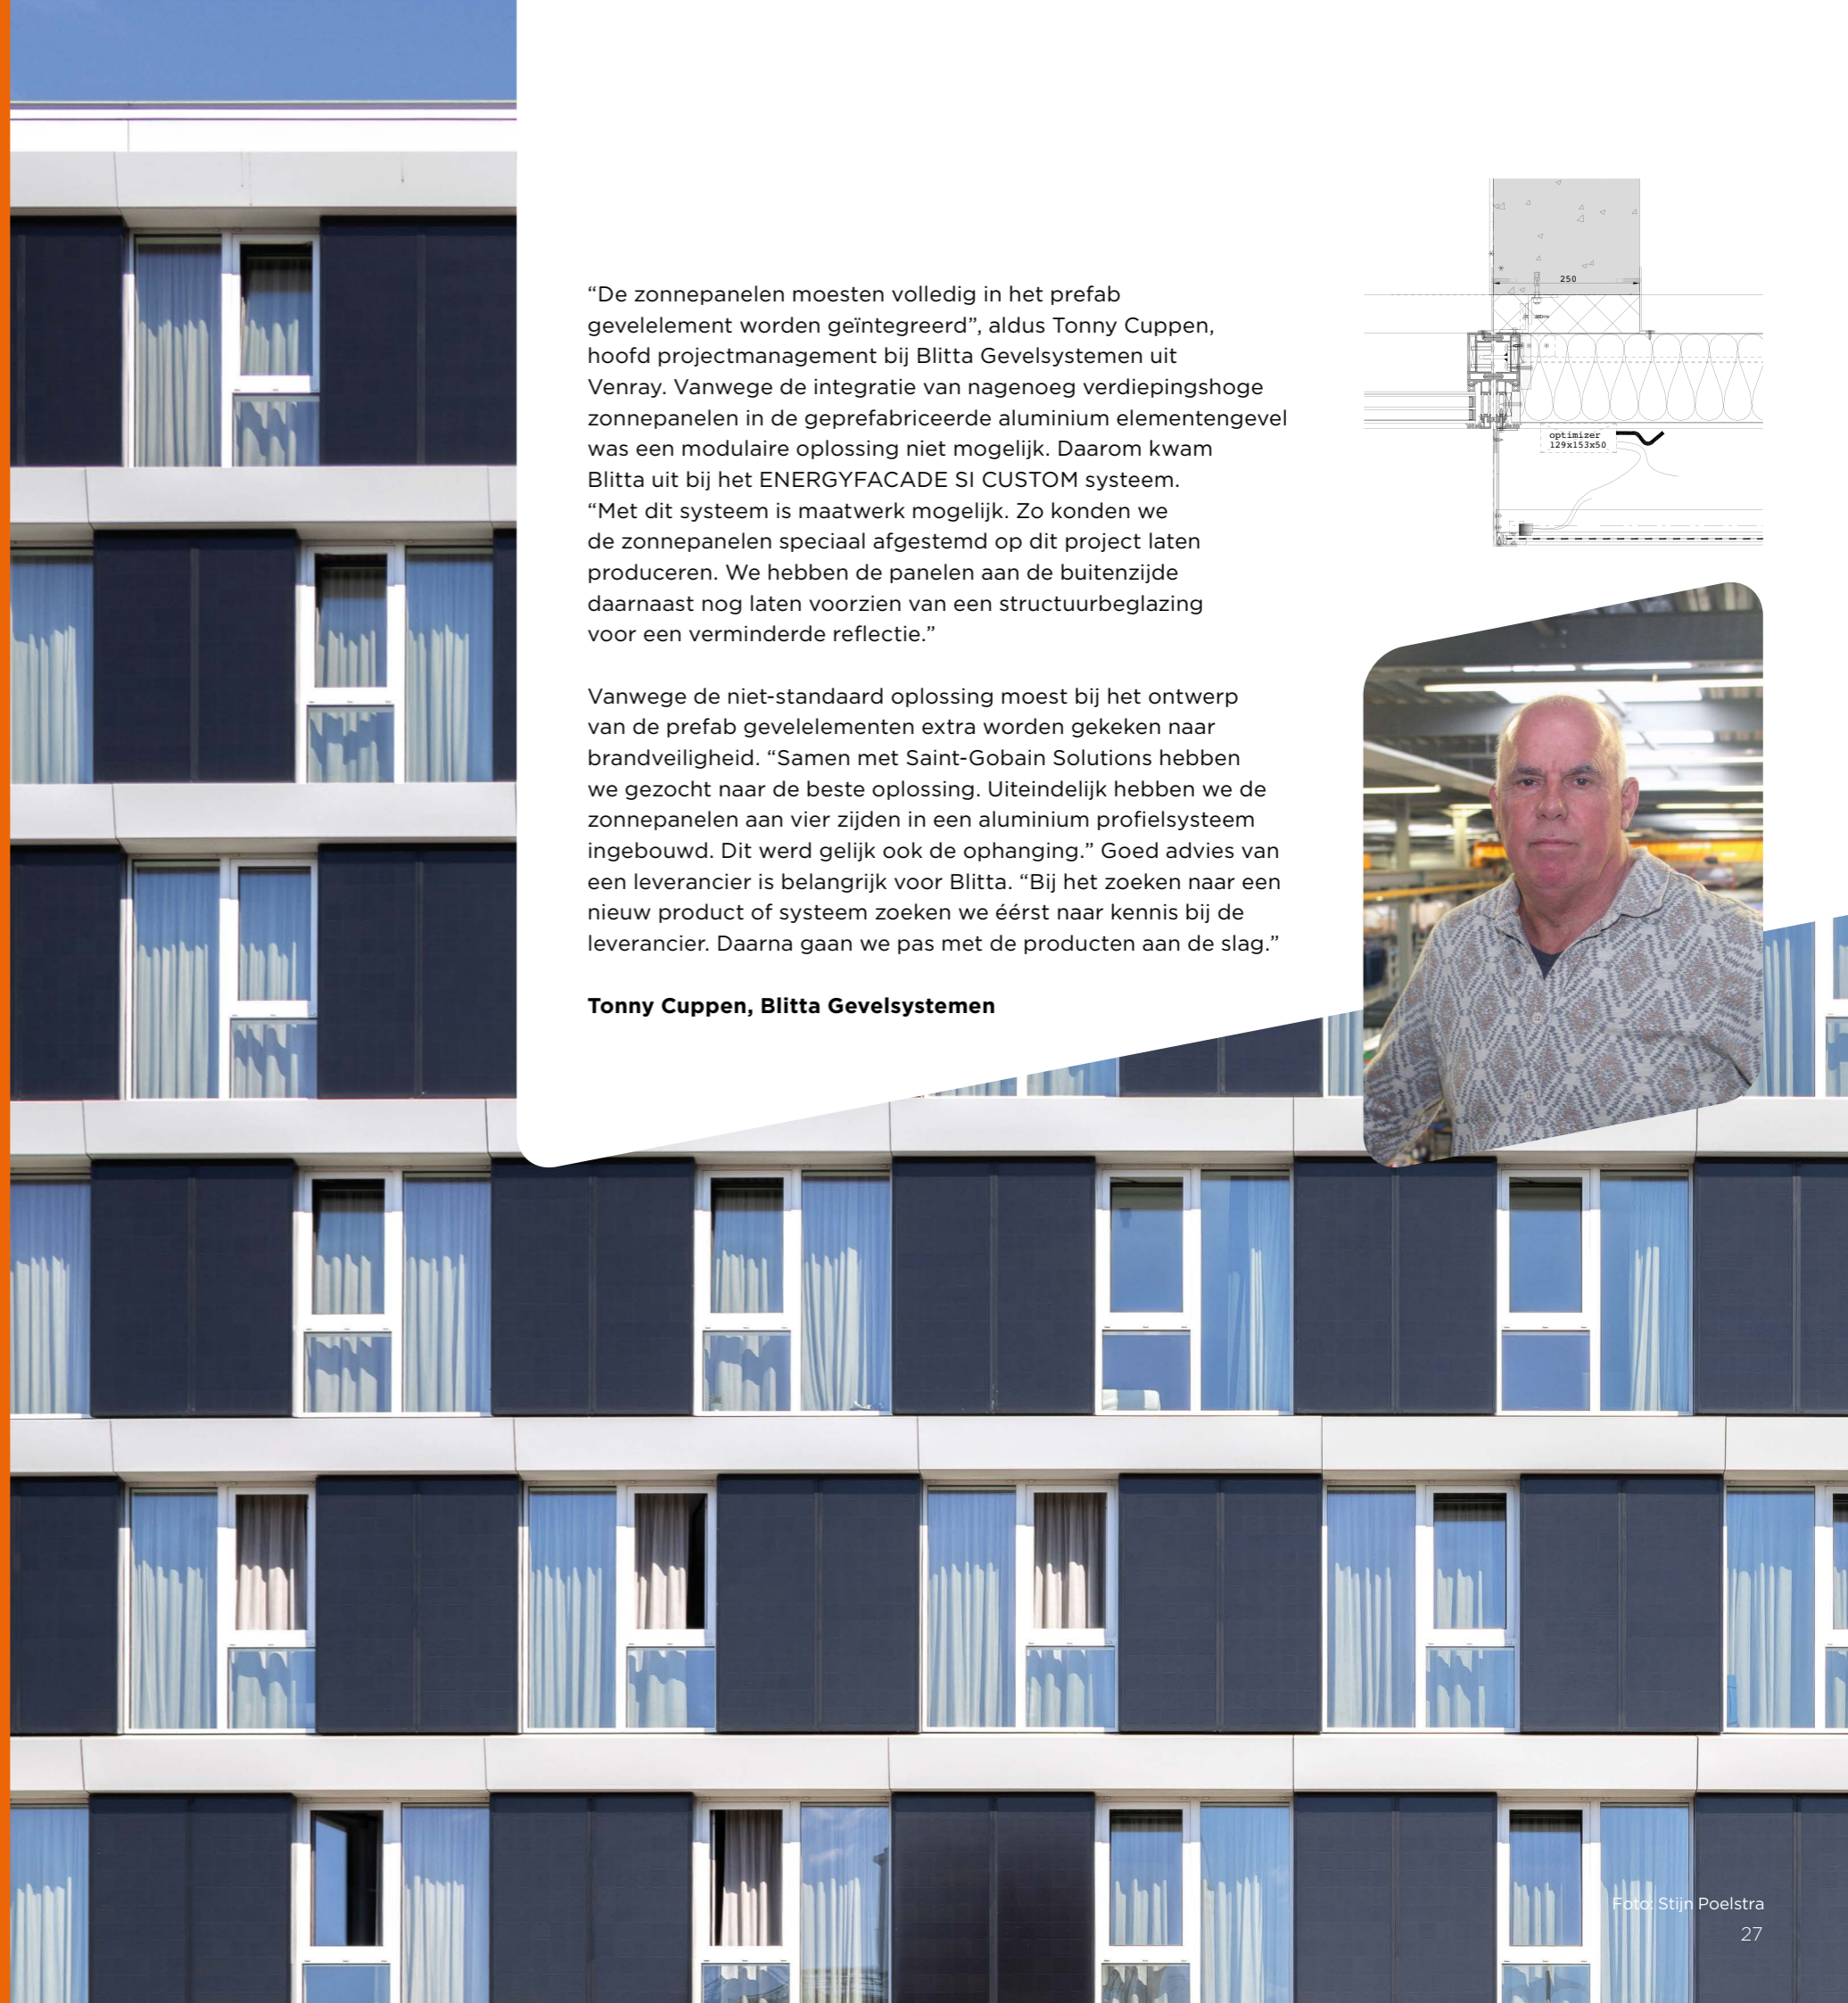 “De zonnepanelen moesten volledig in het prefab
gevelelement worden geïntegreerd”, aldus Tonny Cuppen,
hoofd projectmanagement bij Blitta Gevelsystemen uit
Venray. Vanwege de integratie van nagenoeg verdiepingshoge
zonnepanelen in de geprefabriceerde aluminium elementengevel
was een modulaire oplossing niet mogelijk. Daarom kwam
Blitta uit bij het ENERGYFACADE SI CUSTOM systeem.
“Met dit systeem is maatwerk mogelijk. Zo konden we
de zonnepanelen speciaal afgestemd op dit project laten
produceren. We hebben de panelen aan de buitenzijde
daarnaast nog laten voorzien van een structuurbeglazing
voor een verminderde reflectie.”
Vanwege de niet-standaard oplossing moest bij het ontwerp
van de prefab gevelelementen extra worden gekeken naar
brandveiligheid. “Samen met Saint-Gobain Solutions hebben
we gezocht naar de beste oplossing. Uiteindelijk hebben we de
zonnepanelen aan vier zijden in een aluminium profielsysteem
ingebouwd. Dit werd gelijk ook de ophanging.” Goed advies van
een leverancier is belangrijk voor Blitta. “Bij het zoeken naar een
nieuw product of systeem zoeken we éérst naar kennis bij de
leverancier. Daarna gaan we pas met de producten aan de slag.”
Tonny Cuppen, Blitta Gevelsystemen
250
optimizer
129x153x50
Foto: Stijn Poelstra
27